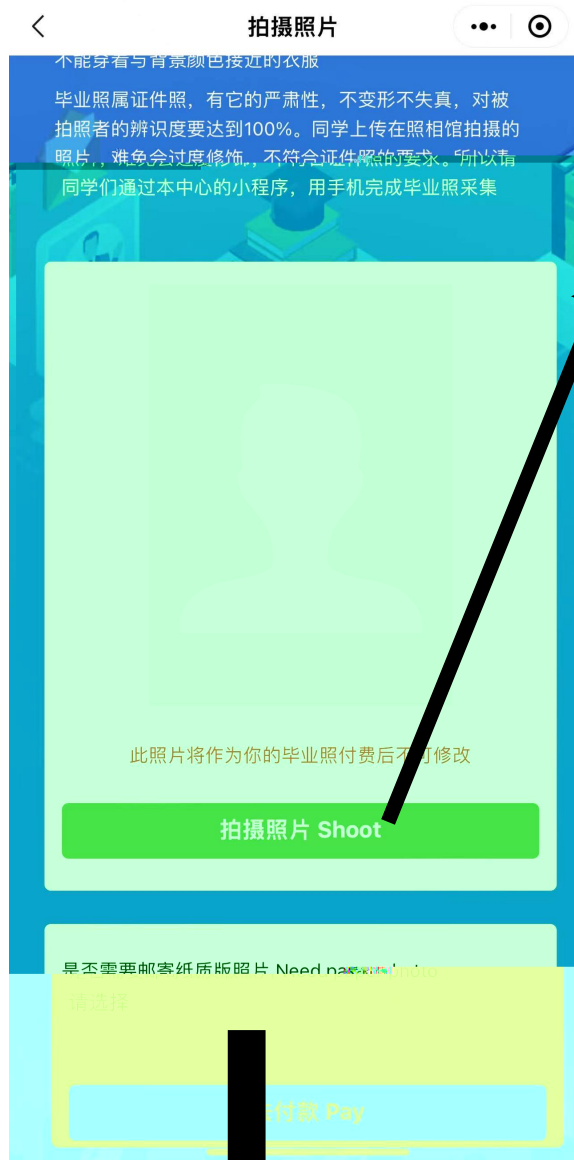 拍摄照片
不能穿着与背景颜色接近的衣服
毕业照属证件照，有它的严肃性，不变形不失真，对被
拍照者的辨识度要达到100%。同学上传在照相馆拍摄的
照片，难免会过度修饰，不符合证件照的要求。所以请
同学们通过本中心的小程序，用手机完成毕业照采集
此照片将作为你的毕业照付费后不可修改
拍摄照片 Shoot
是否需要邮寄纸质版照片 Need photo
请选择
付款 Pay